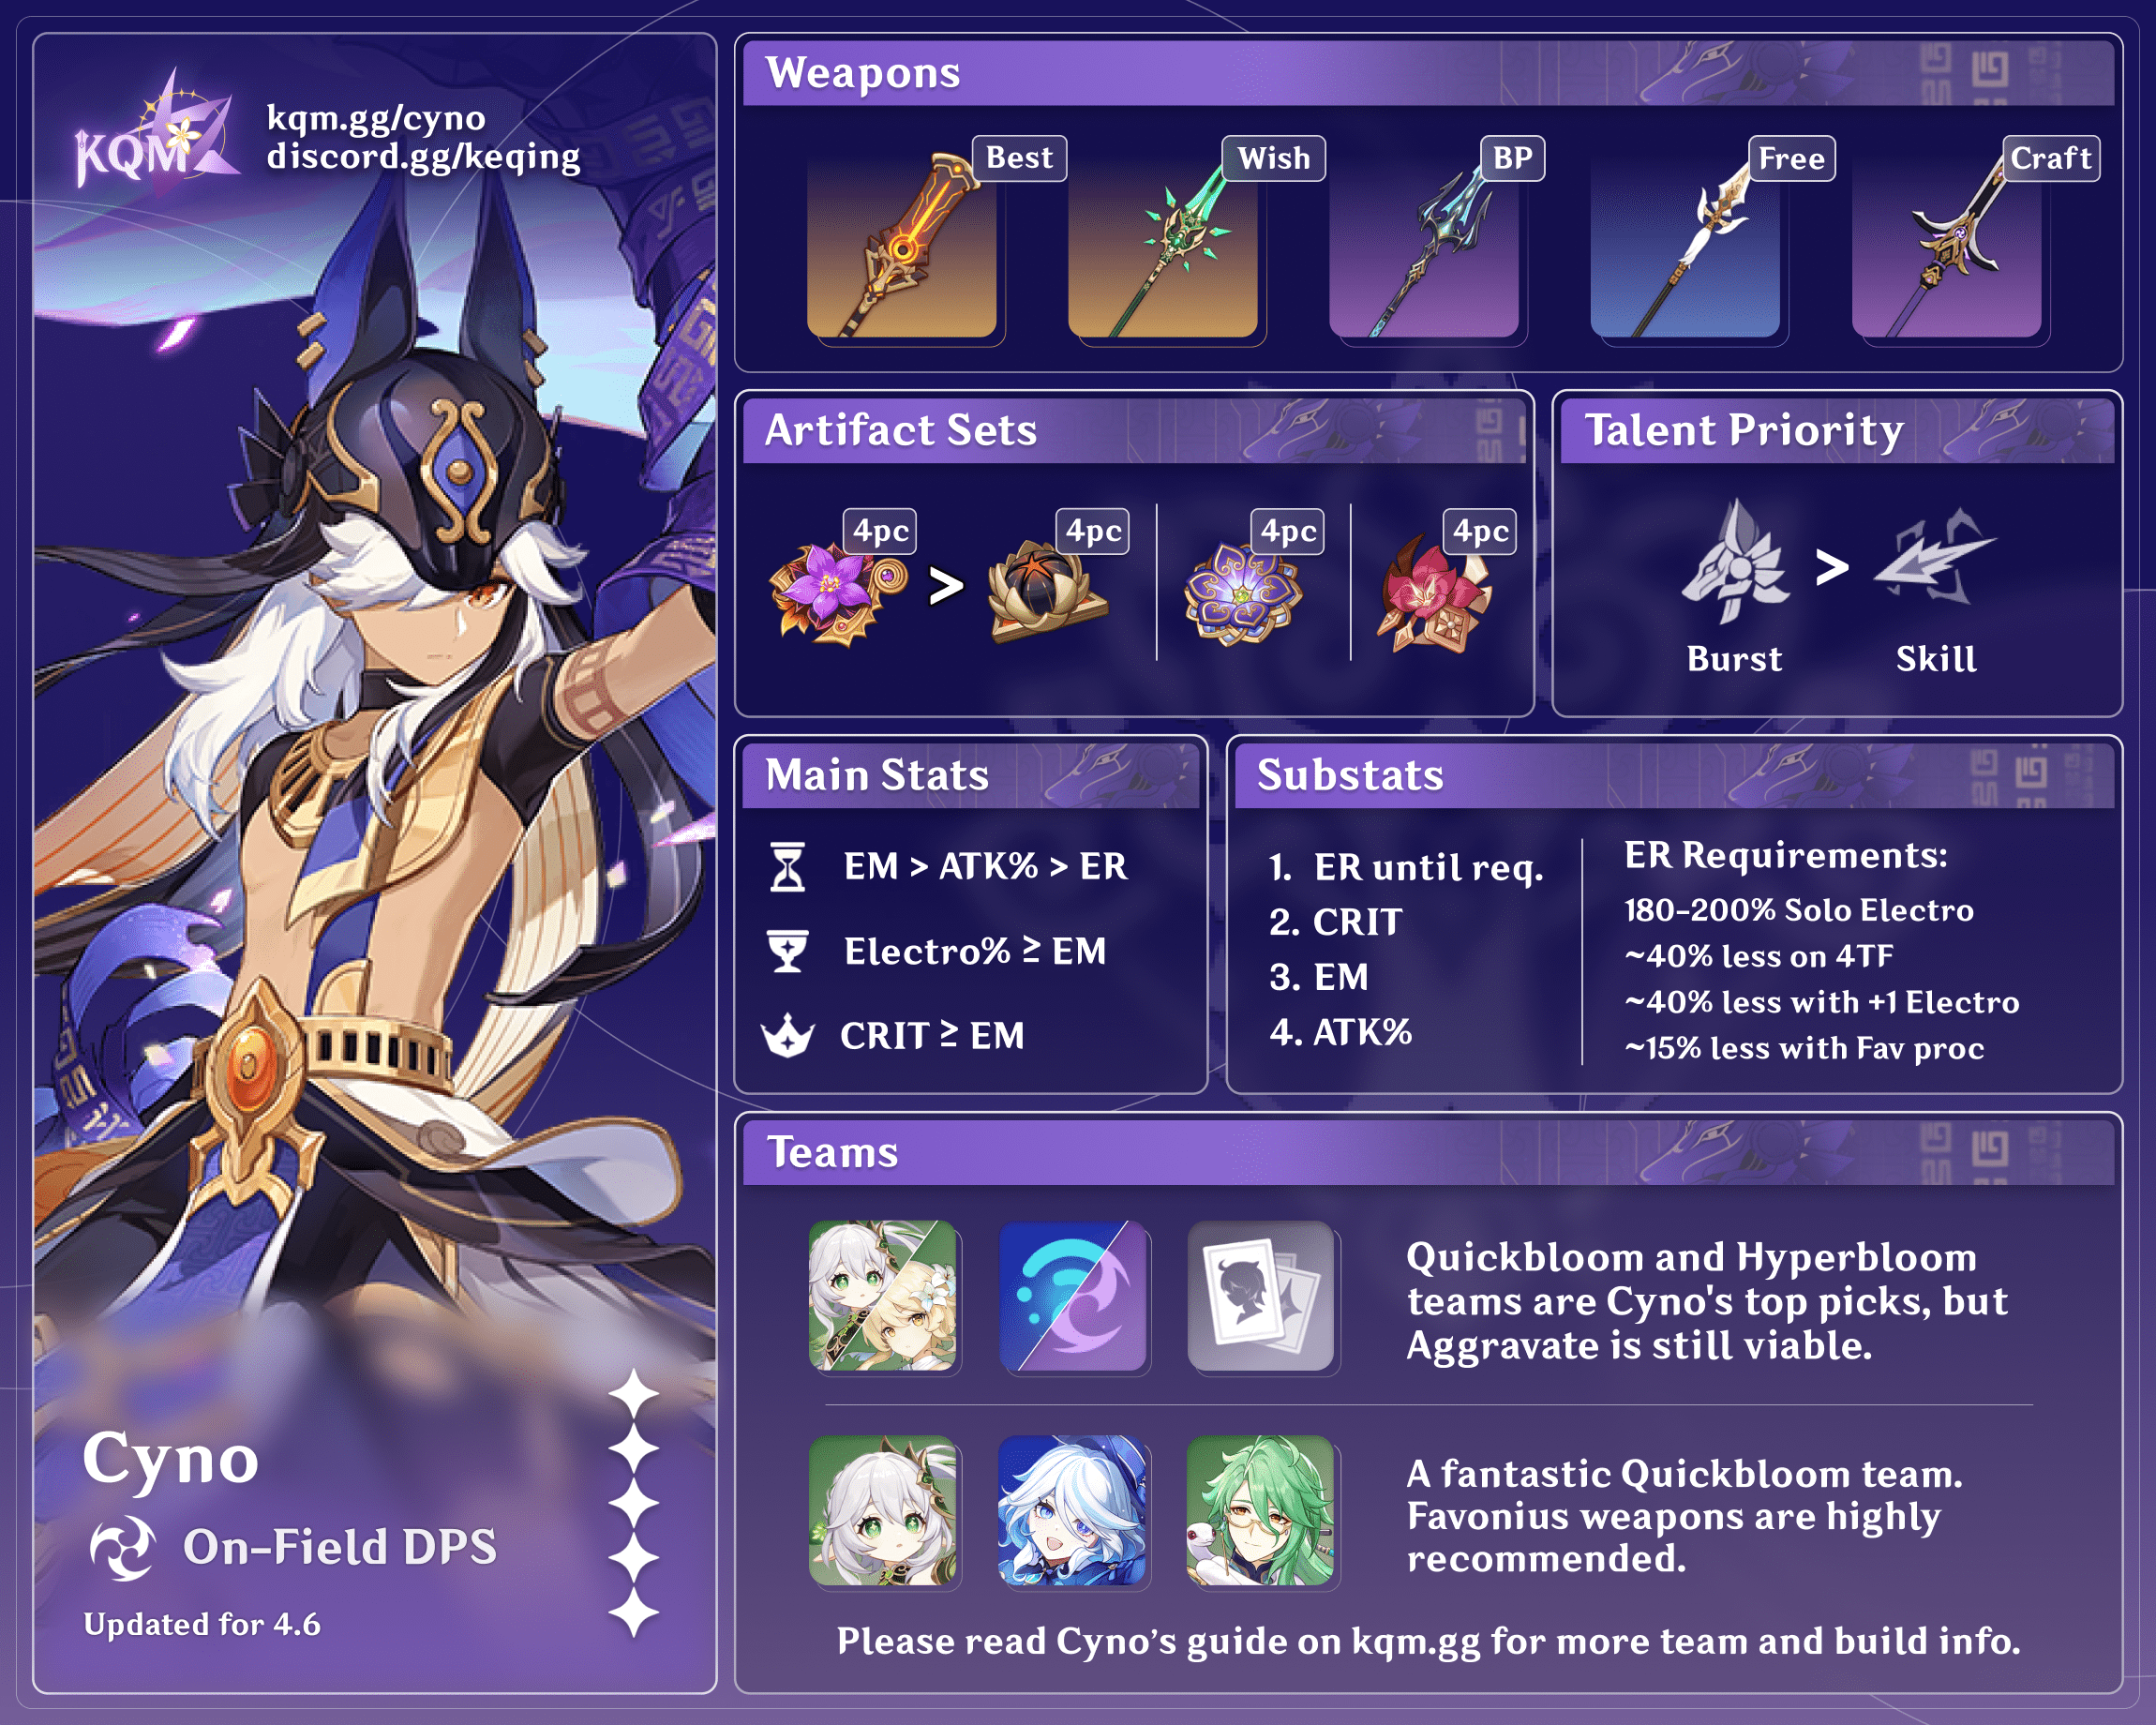 KQM
kqm.gg/cyno
discord.gg/keqing
Cyno
On-Field DPS
Updated for 4.6
Weapons
Best
Wish
BP
Free
Craft
Artifact Sets
4pc
>
4pc
4pc
4pc
Talent Priority
Burst
>
Skill
Main Stats
EM > ATK% > ER
Electro% ≥ EM
CRIT ≥ EM
Substats
1. ER until req.
2. CRIT
3. EM
4. ATK%
ER Requirements:
180-200% Solo Electro
~40% less on 4TF
~40% less with +1 Electro
~15% less with Fav proc
Teams
Quickbloom and Hyperbloom
teams are Cyno's top picks, but
Aggravate is still viable.
A fantastic Quickbloom team.
Favonius weapons are highly
recommended.
Please read Cyno’s guide on kqm.gg for more team and build info.